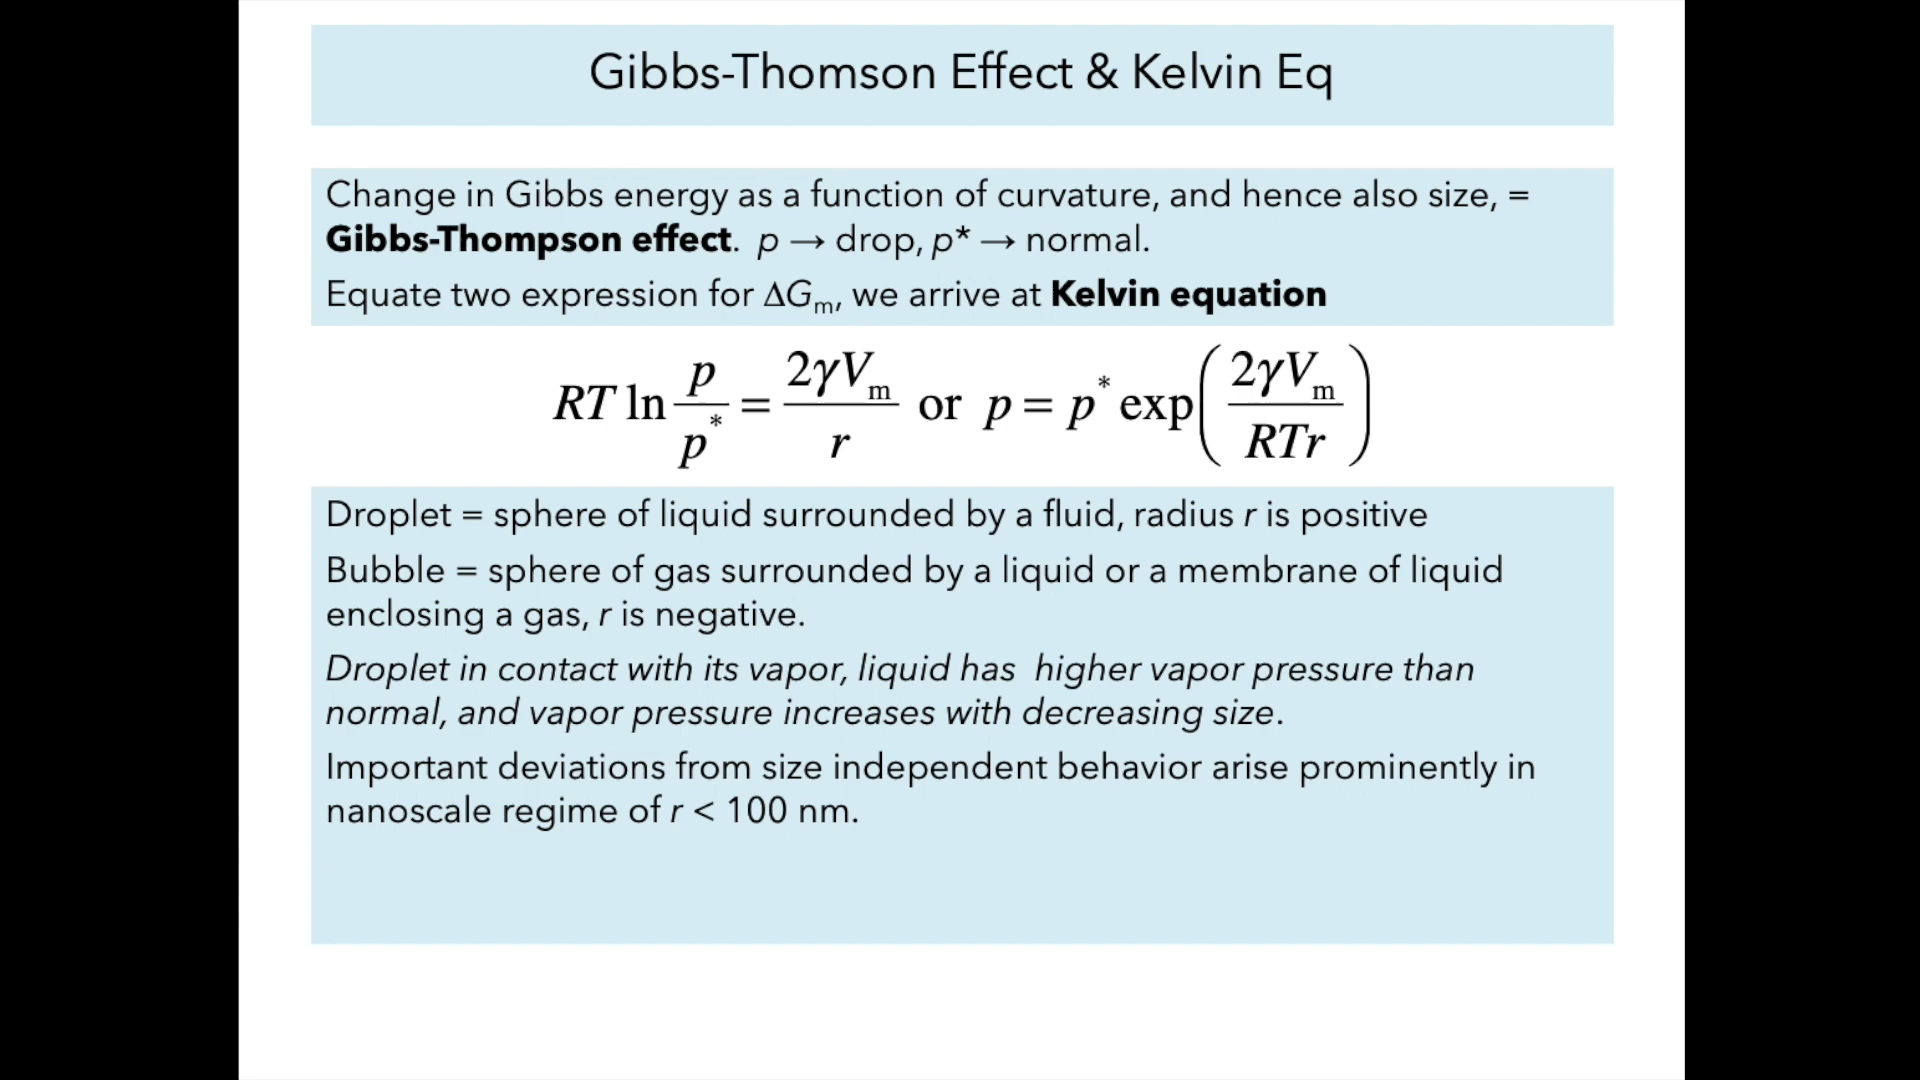 Gibbs-Thomson Effect & Kelvin Eq
Change in Gibbs energy as a function of curvature, and hence also size, =
Gibbs-Thompson effect. p → drop, p* → normal.
Equate two expression for ΔGₘ, we arrive at Kelvin equation
RT ln p/p* = 2γVₘ/r or p = p* exp(2γVₘ/RTr)
Droplet = sphere of liquid surrounded by a fluid, radius r is positive
Bubble = sphere of gas surrounded by a liquid or a membrane of liquid
enclosing a gas, r is negative.
Droplet in contact with its vapor, liquid has higher vapor pressure than
normal, and vapor pressure increases with decreasing size.
Important deviations from size independent behavior arise prominently in
nanoscale regime of r < 100 nm.